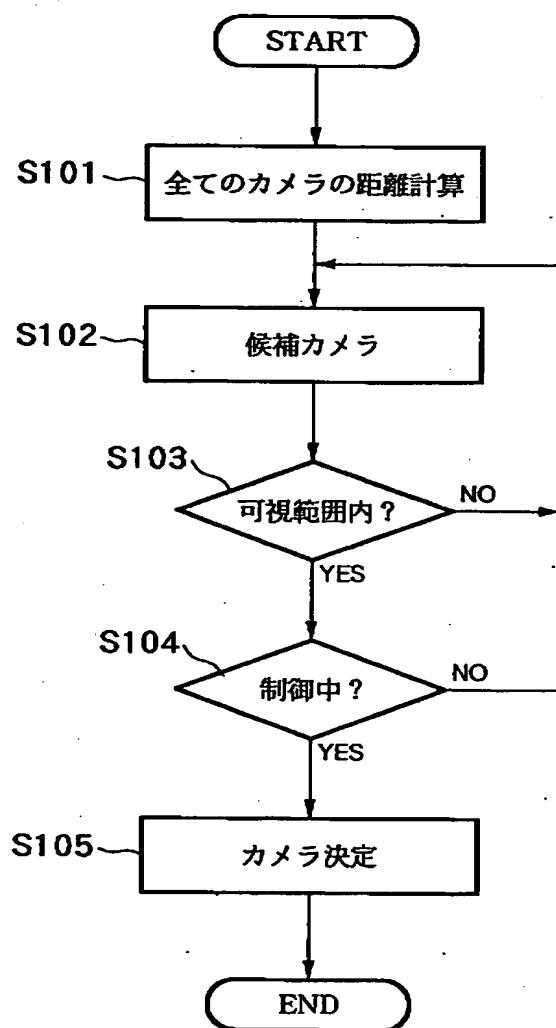 START
S101
全てのカメラの距離計算
S102
候補カメラ
S103
可視範囲内？
NO
YES
S104
制御中？
NO
YES
S105
カメラ決定
END